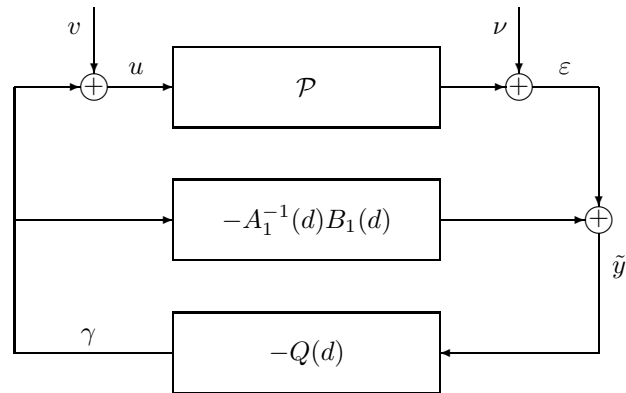 v
ν
u
𝒫
ε
+
+
−A₁⁻¹(d)B₁(d)
+
ỹ
γ
−Q(d)